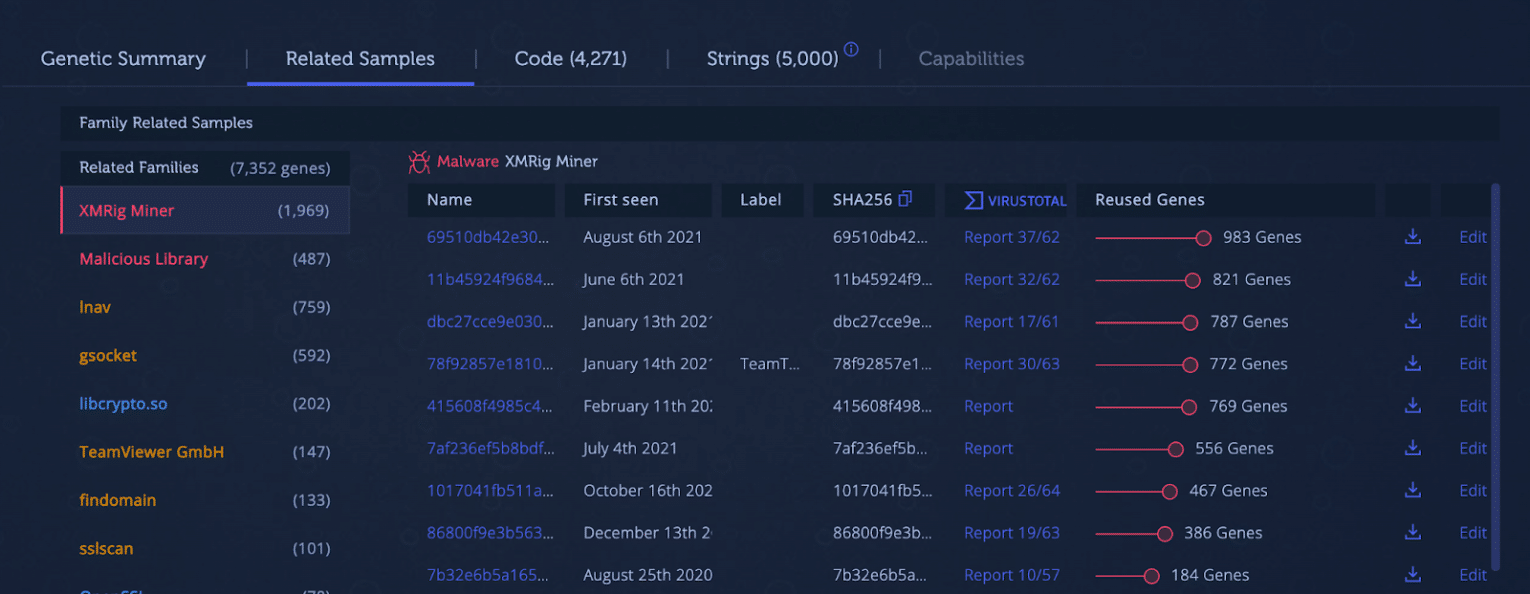 Genetic Summary Related Samples Code (4,271) Strings (5,000) Capabilities
Family Related Samples
Related Families (7,352 genes)
XMRig Miner (1,969)
Malicious Library (487)
lnav (759)
gsocket (592)
libcrypto.so (202)
TeamViewer GmbH (147)
findomain (133)
sslscan (101)
Malware XMRig Miner
Name First seen Label SHA256 VIRUSTOTAL Reused Genes
69510db42e30... August 6th 2021 69510db42... Report 37/62 983 Genes Edit
11b45924f9684... June 6th 2021 11b45924f9... Report 32/62 821 Genes Edit
dbc27cce9e030... January 13th 202 dbc27cce9e... Report 17/61 787 Genes Edit
78f92857e1810... January 14th 202 TeamT... 78f92857e1... Report 30/63 772 Genes Edit
415608f4985c4... February 11th 20 415608f498... Report 769 Genes Edit
7af236ef5b8bdf... July 4th 2021 7af236ef5b... Report 556 Genes Edit
1017041fb511a... October 16th 202 1017041fb5... Report 26/64 467 Genes Edit
86800f9e3b563... December 13th 2 86800f9e3b... Report 19/63 386 Genes Edit
7b32e6b5a165... August 25th 2020 7b32e6b5a... Report 10/57 184 Genes Edit